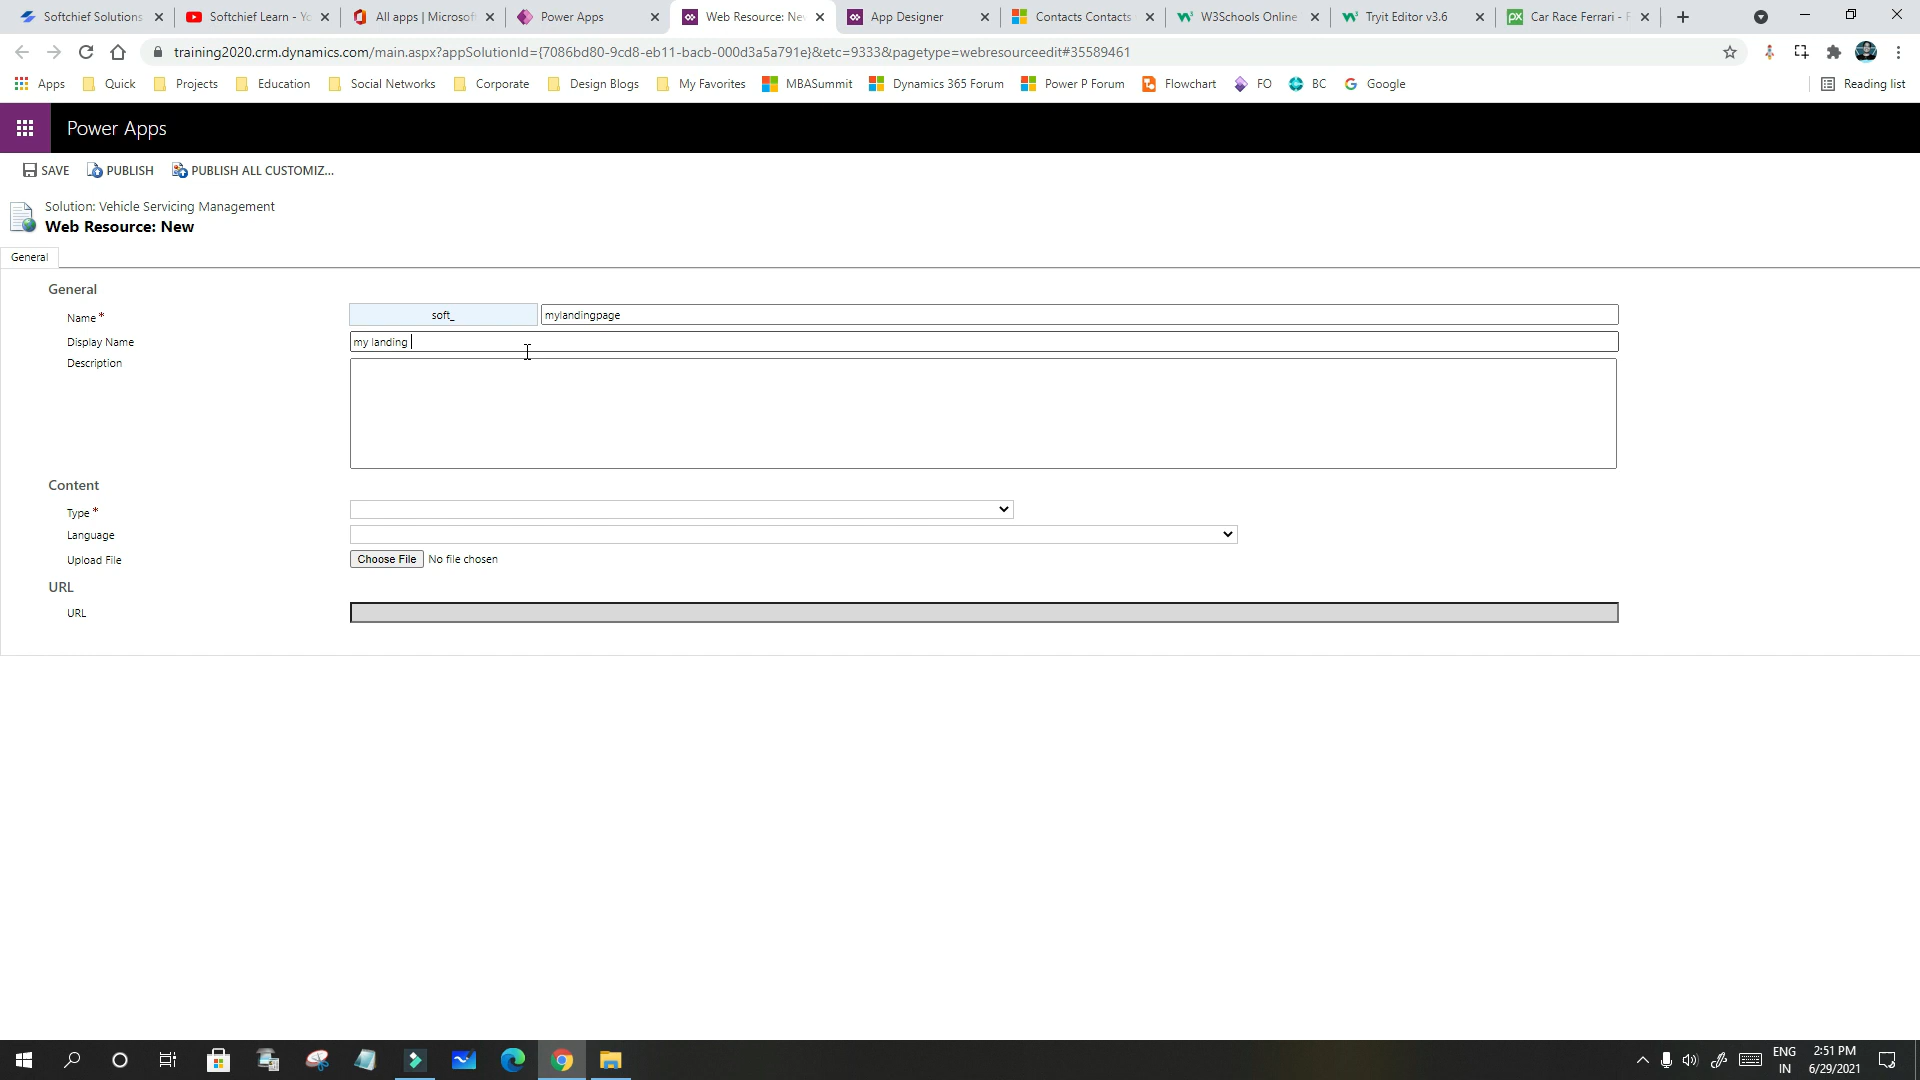 Softchief Solutions
Softchief Learn - Yo
All apps | Microsof
Power Apps
Web Resource: Ne
App Designer
Contacts Contacts
W3Schools Online
Tryit Editor v3.6
Car Race Ferrari - F
training2020.crm.dynamics.com/main.aspx?appSolutionId={7086bd80-9cd8-eb11-bacb-000d3a5a791e}&etc=9333&pagetype=webresourceedit#35589461
Apps
Quick
Projects
Education
Social Networks
Corporate
Design Blogs
My Favorites
MBASummit
Dynamics 365 Forum
Power P Forum
Flowchart
FO
BC
Google
Reading list
Power Apps
SAVE
PUBLISH
PUBLISH ALL CUSTOMIZ...
Solution: Vehicle Servicing Management
Web Resource: New
General
General
Name *
soft_
mylandingpage
Display Name
my landing
Description
Content
Type *
Language
Upload File
Choose File No file chosen
URL
URL
ENG
IN
2:51 PM
6/29/2021